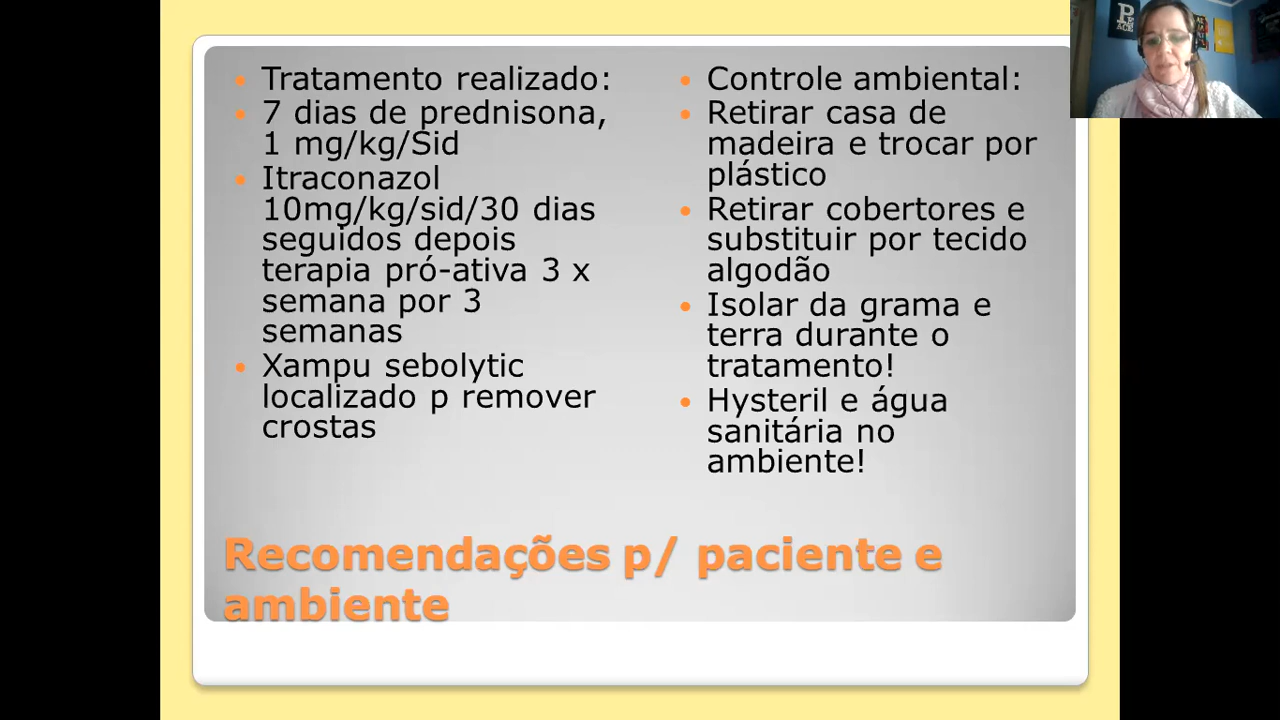 Tratamento realizado:
7 dias de prednisona,
1 mg/kg/Sid
Itraconazol
10mg/kg/sid/30 dias
seguidos depois
terapia pró-ativa 3 x
semana por 3
semanas
Xampu sebolytic
localizado p remover
crostas
Controle ambiental:
Retirar casa de
madeira e trocar por
plástico
Retirar cobertores e
substituir por tecido
algodão
Isolar da grama e
terra durante o
tratamento!
Hysteril e água
sanitária no
ambiente!
Recomendações p/ paciente e
ambiente